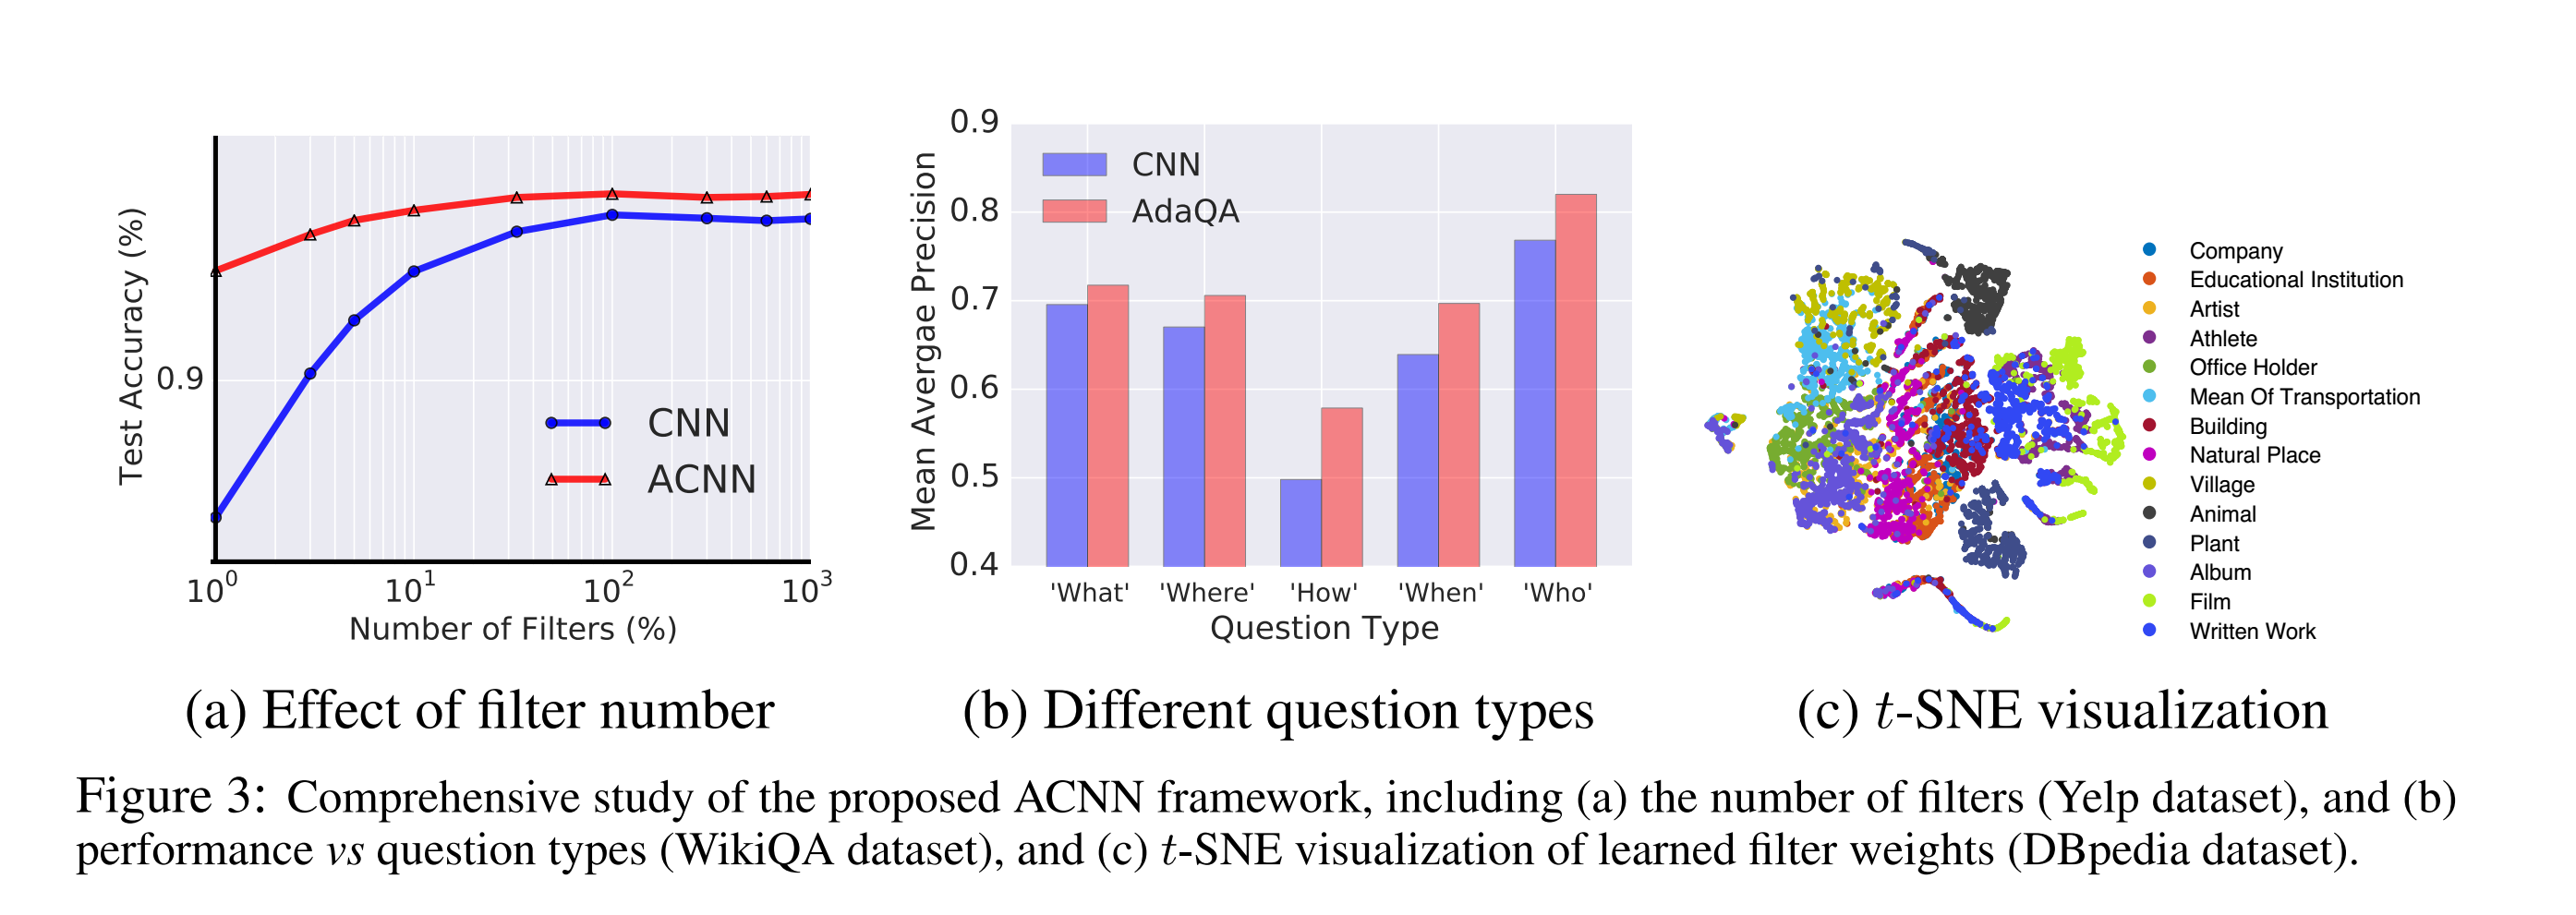 Test Accuracy (%)
0.9
CNN
ACNN
10^0 10^1 10^2 10^3
Number of Filters (%)
(a) Effect of filter number
Mean Avergae Precision
0.9
0.8
0.7
0.6
0.5
0.4
CNN
AdaQA
'What' 'Where' 'How' 'When' 'Who'
Question Type
(b) Different question types
Company
Educational Institution
Artist
Athlete
Office Holder
Mean Of Transportation
Building
Natural Place
Village
Animal
Plant
Album
Film
Written Work
(c) t-SNE visualization
Figure 3: Comprehensive study of the proposed ACNN framework, including (a) the number of filters (Yelp dataset), and (b)
performance vs question types (WikiQA dataset), and (c) t-SNE visualization of learned filter weights (DBpedia dataset).